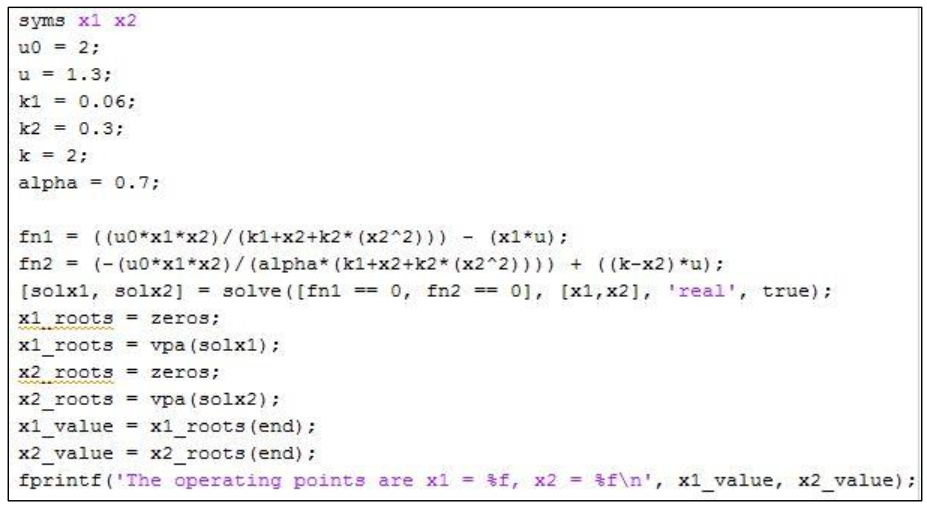 syms x1 x2
u0 = 2;
u = 1.3;
k1 = 0.06;
k2 = 0.3;
k = 2;
alpha = 0.7;
fn1 = ((u0*x1*x2)/(k1+x2+k2*(x2^2))) - (x1*u);
fn2 = (-(u0*x1*x2)/(alpha*(k1+x2+k2*(x2^2)))) + ((k-x2)*u);
[solx1, solx2] = solve([fn1 == 0, fn2 == 0], [x1,x2], 'real', true);
x1_roots = zeros;
x1_roots = vpa(solx1);
x2_roots = zeros;
x2_roots = vpa(solx2);
x1_value = x1_roots(end);
x2_value = x2_roots(end);
fprintf('The operating points are x1 = %f, x2 = %f\n', x1_value, x2_value);